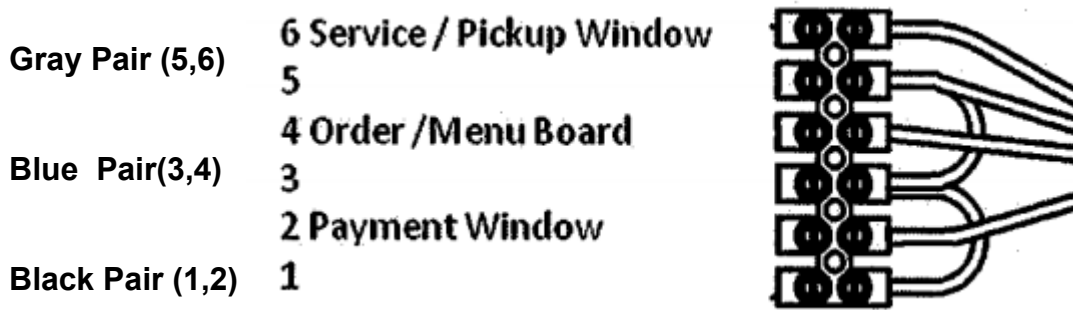 6 Service / Pickup Window
Gray Pair (5,6)
5
4 Order /Menu Board
Blue  Pair(3,4)
3
2 Payment Window
Black Pair (1,2)
1